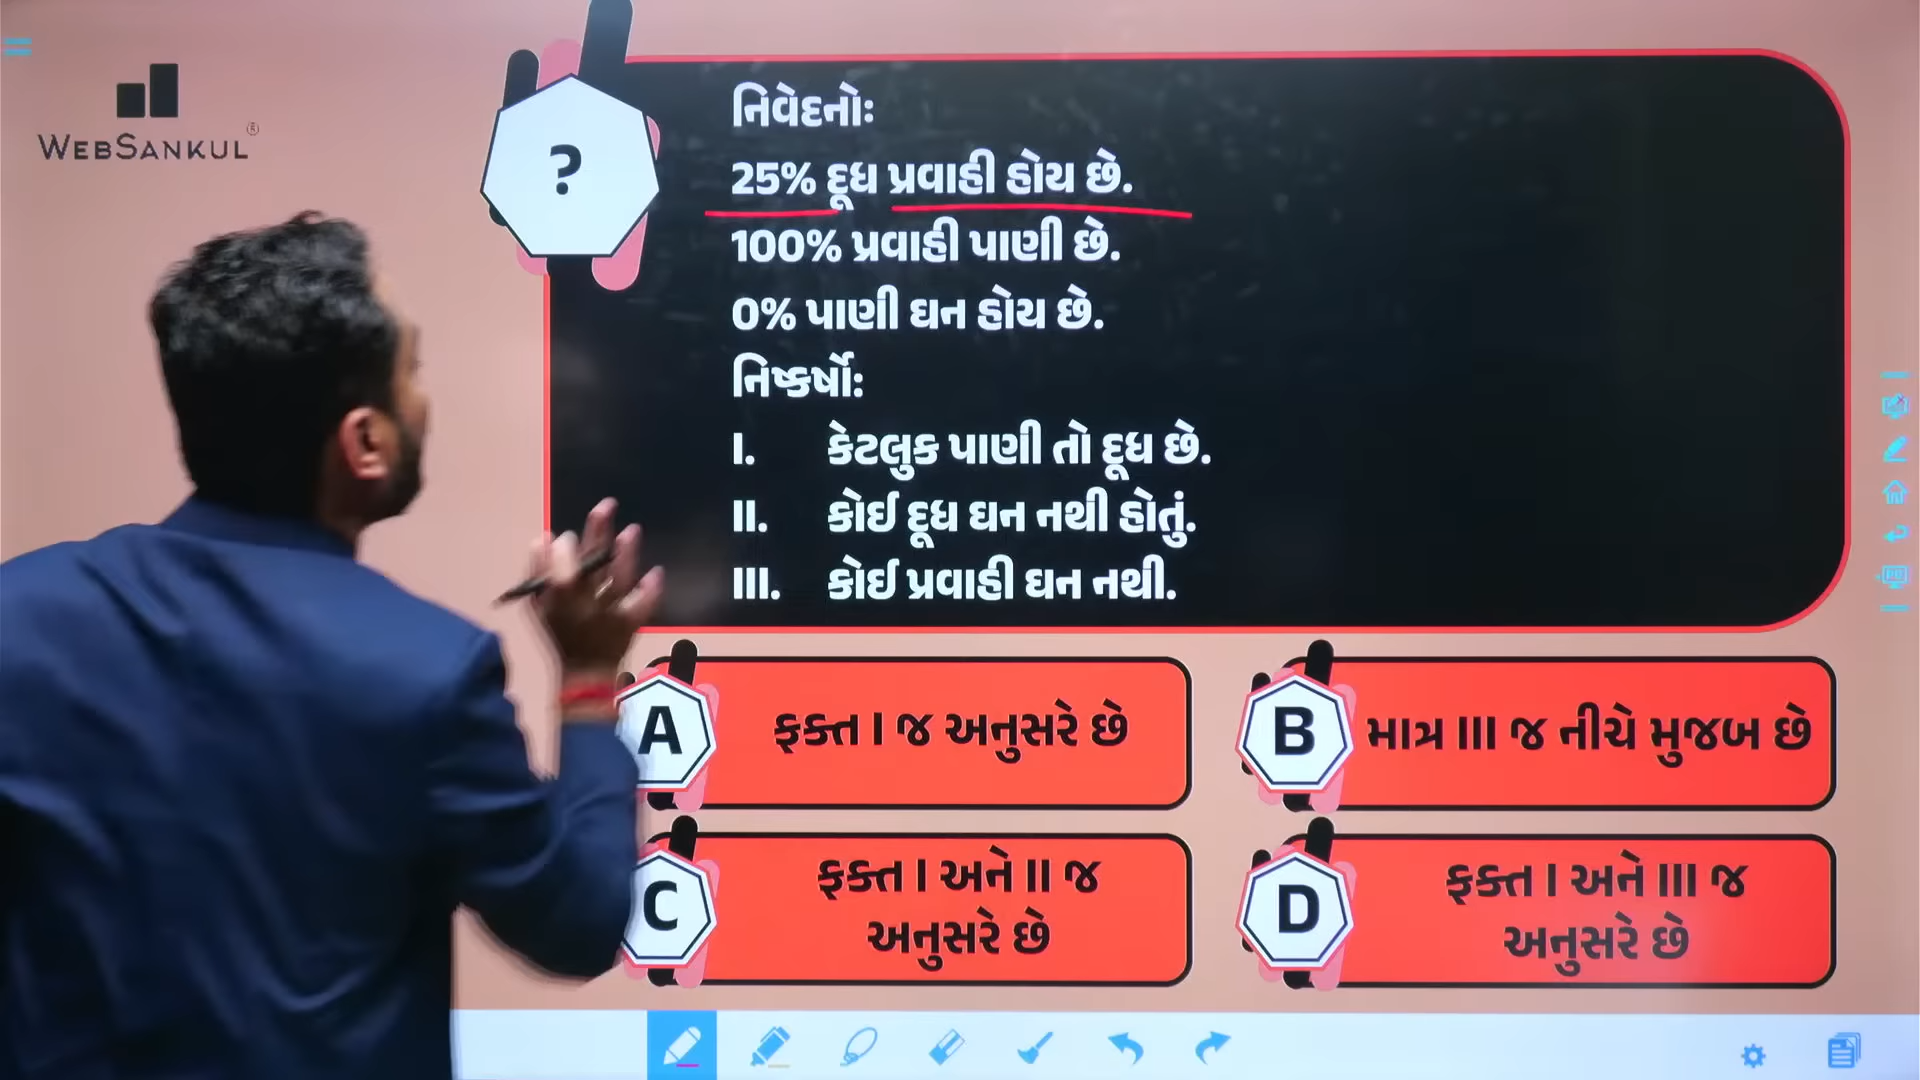 WEBSANKUL®
?
નિવેદનો:
25% દૂધ પ્રવાહી હોય છે.
100% પ્રવાહી પાણી છે.
0% પાણી ઘન હોય છે.
નિષ્કર્ષો:
I. કેટલુક પાણી તો દૂધ છે.
II. કોઈ દૂધ ઘન નથી હોતું.
III. કોઈ પ્રવાહી ઘન નથી.
A ફક્ત I જ અનુસરે છે
B માત્ર III જ નીચે મુજબ છે
C ફક્ત I અને II જ
અનુસરે છે
D ફક્ત I અને III જ
અનુસરે છે